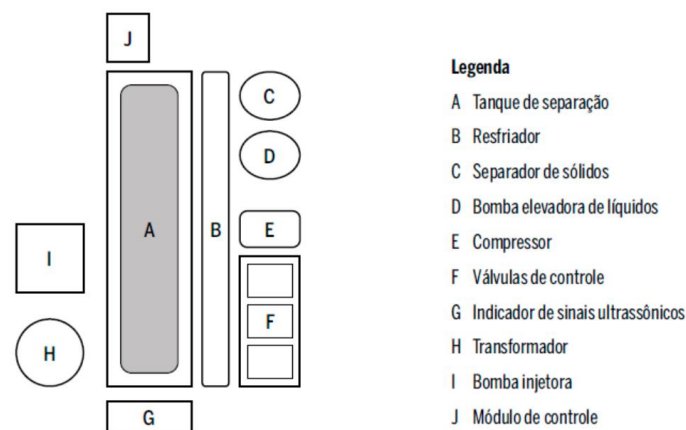 J
C
D
A
B
E
I
F
H
G
Legenda
A Tanque de separação
B Resfriador
C Separador de sólidos
D Bomba elevadora de líquidos
E Compressor
F Válvulas de controle
G Indicador de sinais ultrassônicos
H Transformador
I Bomba injetora
J Módulo de controle